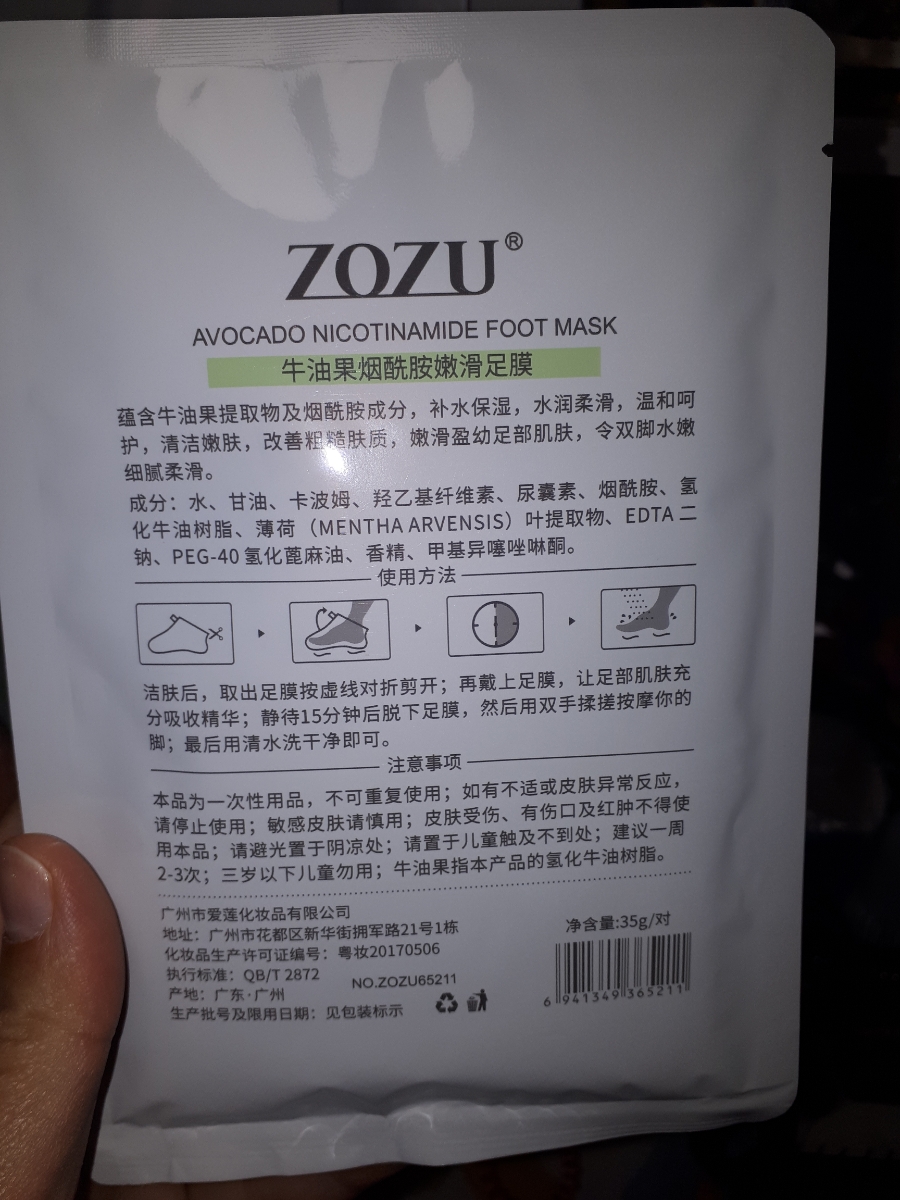 ZOZU®
AVOCADO NICOTINAMIDE FOOT MASK
牛油果烟酰胺嫩滑足膜
蕴含牛油果提取物及烟酰胺成分，补水保湿，水润柔滑，温和呵
护，清洁嫩肤，改善粗糙肤质，嫩滑盈幼足部肌肤，令双脚水嫩
细腻柔滑。
成分：水、甘油、卡波姆、羟乙基纤维素、尿囊素、烟酰胺、氢
化牛油树脂、薄荷（MENTHA ARVENSIS）叶提取物、EDTA 二
钠、PEG-40 氢化蓖麻油、香精、甲基异噻唑啉酮。
使用方法
洁肤后，取出足膜按虚线对折剪开；再戴上足膜，让足部肌肤充
分吸收精华；静待15分钟后脱下足膜，然后用双手揉搓按摩你的
脚；最后用清水洗干净即可。
注意事项
本品为一次性用品，不可重复使用；如有不适或皮肤异常反应，
请停止使用；敏感皮肤请慎用；皮肤受伤、有伤口及红肿不得使
用本品；请避光置于阴凉处；请置于儿童触及不到处；建议一周
2-3次；三岁以下儿童勿用；牛油果指本产品的氢化牛油树脂。
广州市爱莲化妆品有限公司
地址：广州市花都区新华街拥军路21号1栋
化妆品生产许可证编号：粤妆20170506
执行标准：QB/T 2872
产地：广东·广州
生产批号及限用日期：见包装标示
NO.ZOZU65211
净含量:35g/对
6 941349 365211